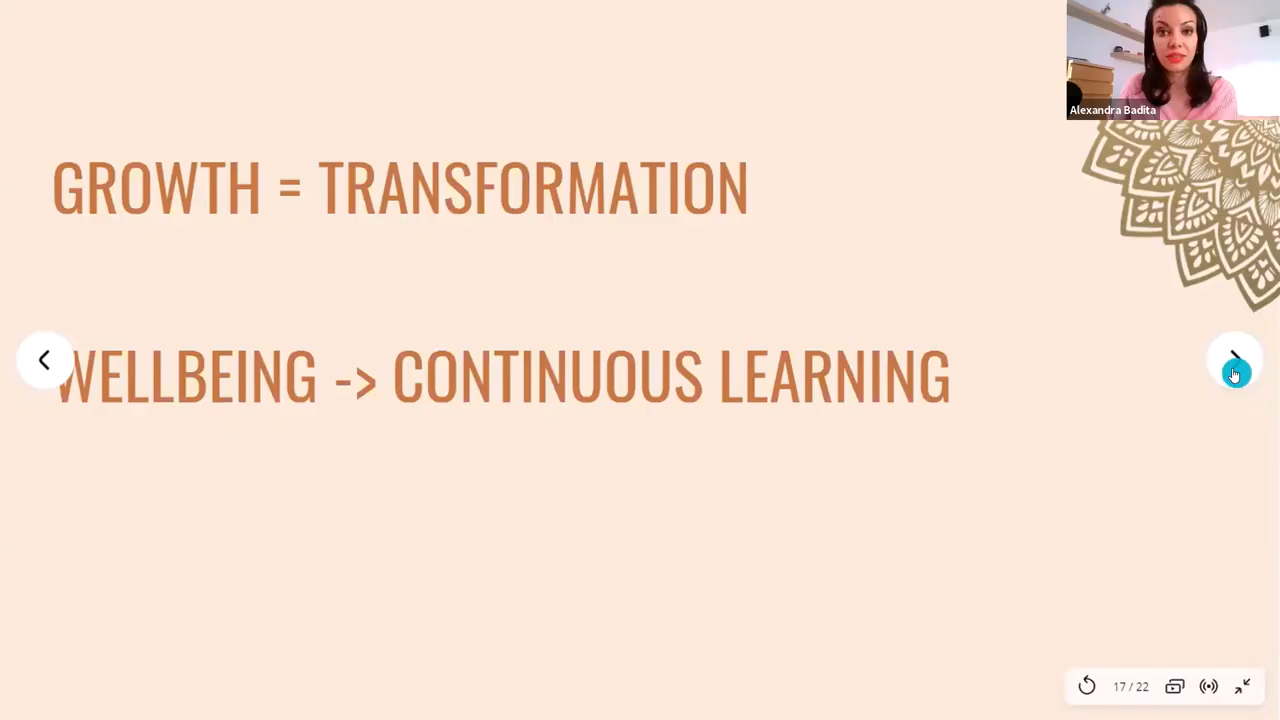 Alexandra Badita
GROWTH = TRANSFORMATION
WELLBEING -> CONTINUOUS LEARNING
17 / 22